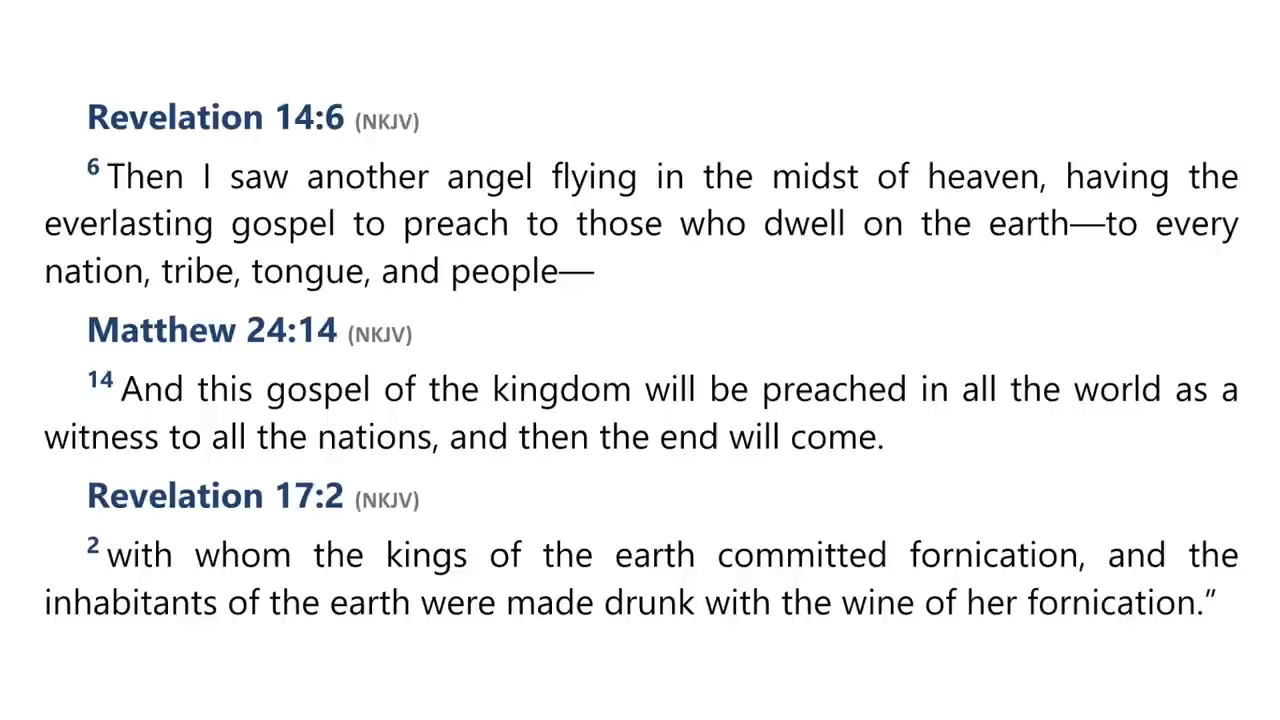 Revelation 14:6 (NKJV)
6 Then I saw another angel flying in the midst of heaven, having the
everlasting gospel to preach to those who dwell on the earth—to every
nation, tribe, tongue, and people—
Matthew 24:14 (NKJV)
14 And this gospel of the kingdom will be preached in all the world as a
witness to all the nations, and then the end will come.
Revelation 17:2 (NKJV)
2 with whom the kings of the earth committed fornication, and the
inhabitants of the earth were made drunk with the wine of her fornication.”